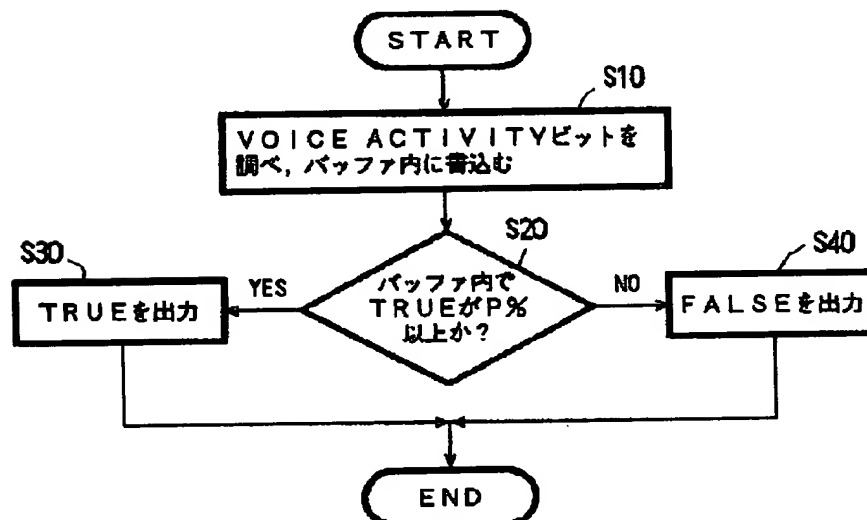 START
S10
VOICE ACTIVITYビットを
調べ，バッファ内に書込む
S20
バッファ内で
TRUEがP%
以上か？
S30
YES
TRUEを出力
S40
NO
FALSEを出力
END